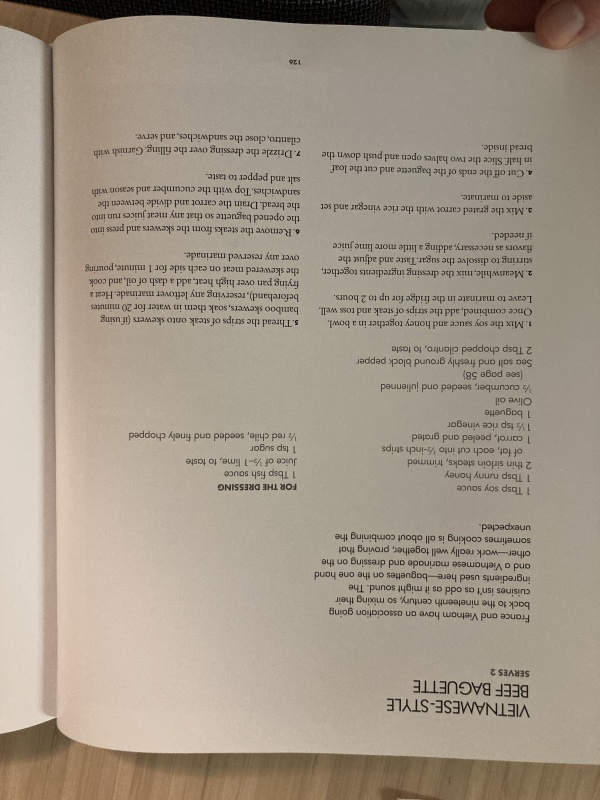 VIETNAMESE-STYLE
BEEF BAGUETTE
SERVES 2
France and Vietnam have an association going
back to the nineteenth century, so mixing their
cuisines isn't as odd as it might sound. The
ingredients used here—baguettes on the one hand
and a Vietnamese marinade and dressing on the
other—work really well together, proving that
sometimes cooking is all about combining the
unexpected.
1 Tbsp soy sauce
1 Tbsp runny honey
2 thin sirloin steaks, trimmed
of fat, each cut into ½-inch strips
1 carrot, peeled and grated
1½ tsp rice vinegar
1 baguette
Olive oil
½ cucumber, seeded and julienned
(see page 58)
Sea salt and freshly ground black pepper
2 Tbsp chopped cilantro, to taste
FOR THE DRESSING
1 Tbsp fish sauce
Juice of ½–1 lime, to taste
1 tsp sugar
½ red chile, seeded and finely chopped
1. Mix the soy sauce and honey together in a bowl.
Once combined, add the strips of steak and toss well.
Leave to marinate in the fridge for up to 2 hours.
2. Meanwhile, mix the dressing ingredients together,
stirring to dissolve the sugar. Taste and adjust the
flavors as necessary, adding a little more lime juice
if needed.
3. Mix the grated carrot with the rice vinegar and set
aside to marinate.
4. Cut off the ends of the baguette and cut the loaf
in half. Slice the two halves open and push down the
bread inside.
5. Thread the strips of steak onto skewers (if using
bamboo skewers, soak them in water for 20 minutes
beforehand), reserving any leftover marinade. Heat a
frying pan over high heat, add a dash of oil, and cook
the skewered meat on each side for 1 minute, pouring
over any reserved marinade.
6. Remove the steaks from the skewers and press into
the opened baguette so that any meat juices run into
the bread. Drain the carrot and divide between the
sandwiches. Top with the cucumber and season with
salt and pepper to taste.
7. Drizzle the dressing over the filling. Garnish with
cilantro, close the sandwiches, and serve.
126